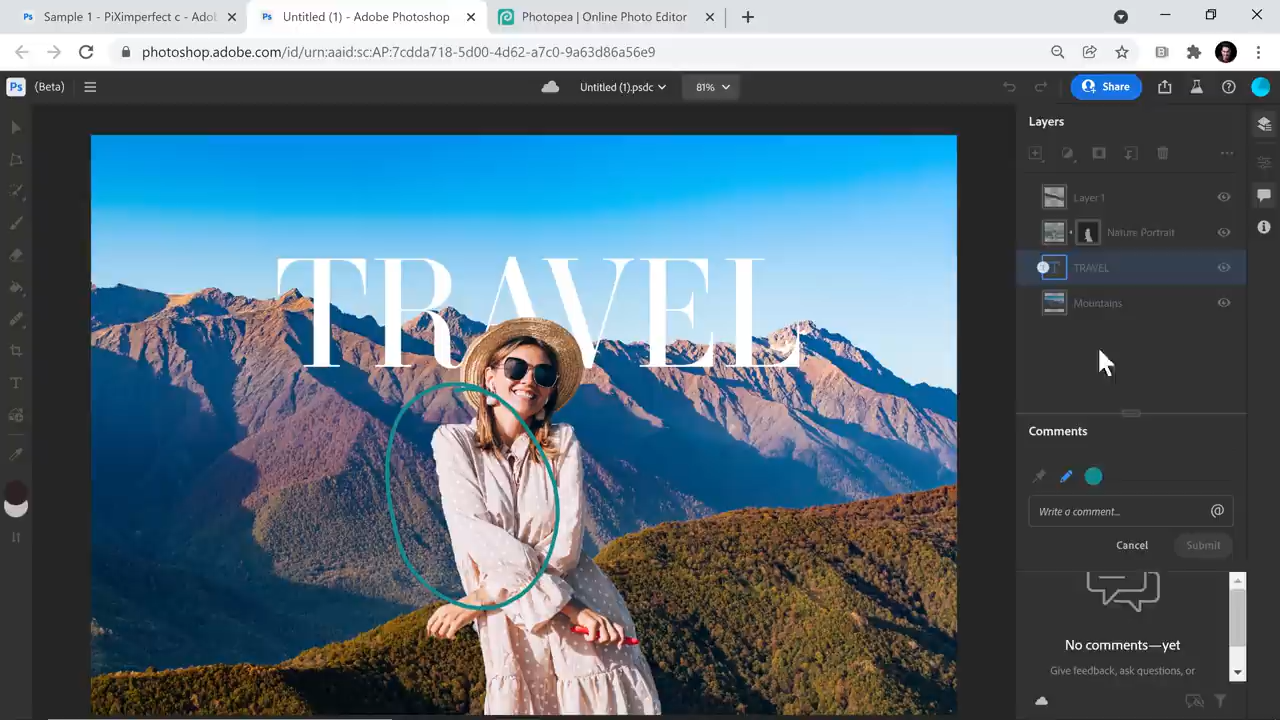 Sample 1 - PiXimperfect c - Adob
Untitled (1) - Adobe Photoshop
Photopea | Online Photo Editor
photoshop.adobe.com/id/urn:aaid:sc:AP:7cdda718-5d00-4d62-a7c0-9a63d86a56e9
Ps (Beta)
Untitled (1).psdc
81%
Share
Layers
Layer 1
Nature Portrait
TRAVEL
Mountains
TRAVEL
Comments
Write a comment...
Cancel
Submit
No comments—yet
Give feedback, ask questions, or